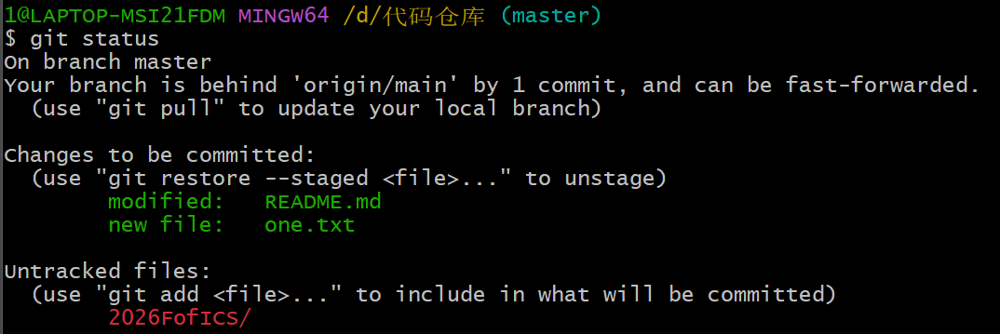 1@LAPTOP-MSI21FDM MINGW64 /d/代码仓库 (master)
$ git status
On branch master
Your branch is behind 'origin/main' by 1 commit, and can be fast-forwarded.
  (use "git pull" to update your local branch)

Changes to be committed:
  (use "git restore --staged <file>..." to unstage)
        modified:   README.md
        new file:   one.txt

Untracked files:
  (use "git add <file>..." to include in what will be committed)
        2026FofICS/